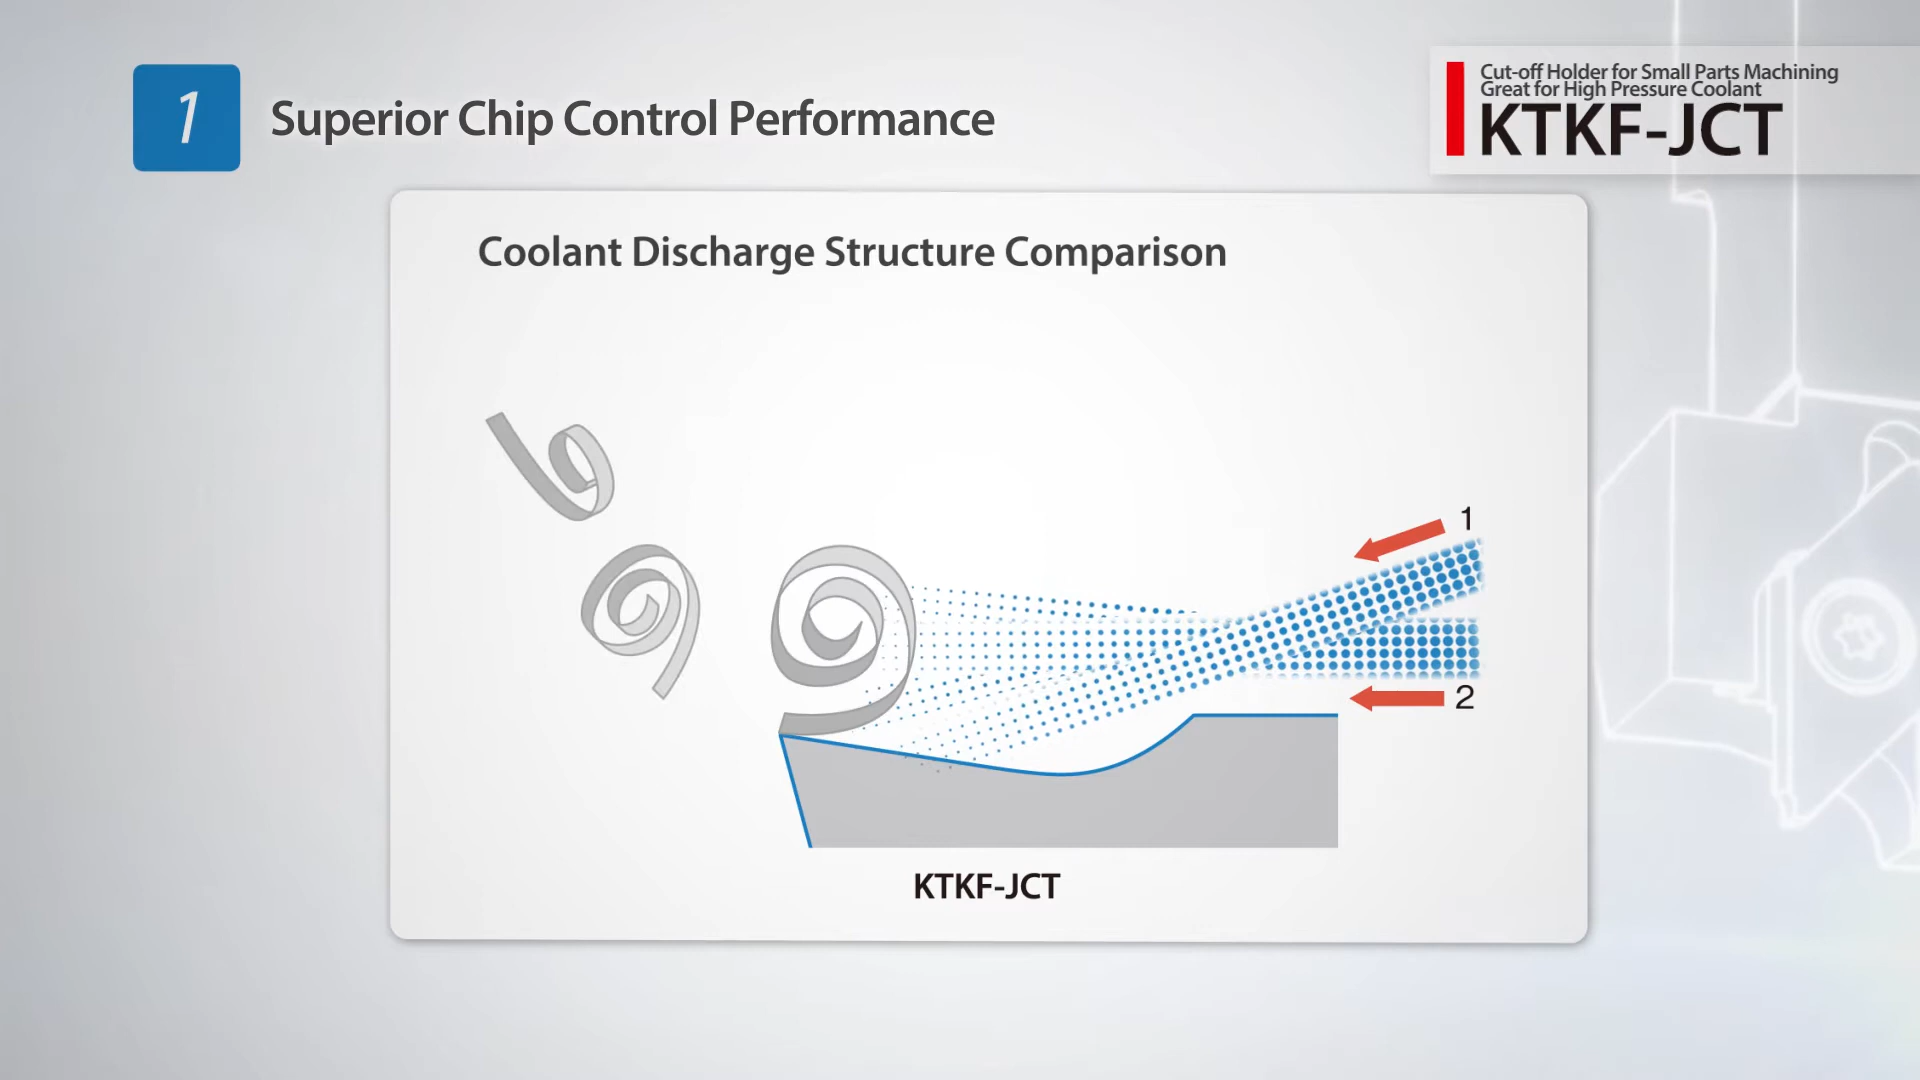 1
Superior Chip Control Performance
Cut-off Holder for Small Parts Machining
Great for High Pressure Coolant
KTKF-JCT
Coolant Discharge Structure Comparison
1
2
KTKF-JCT